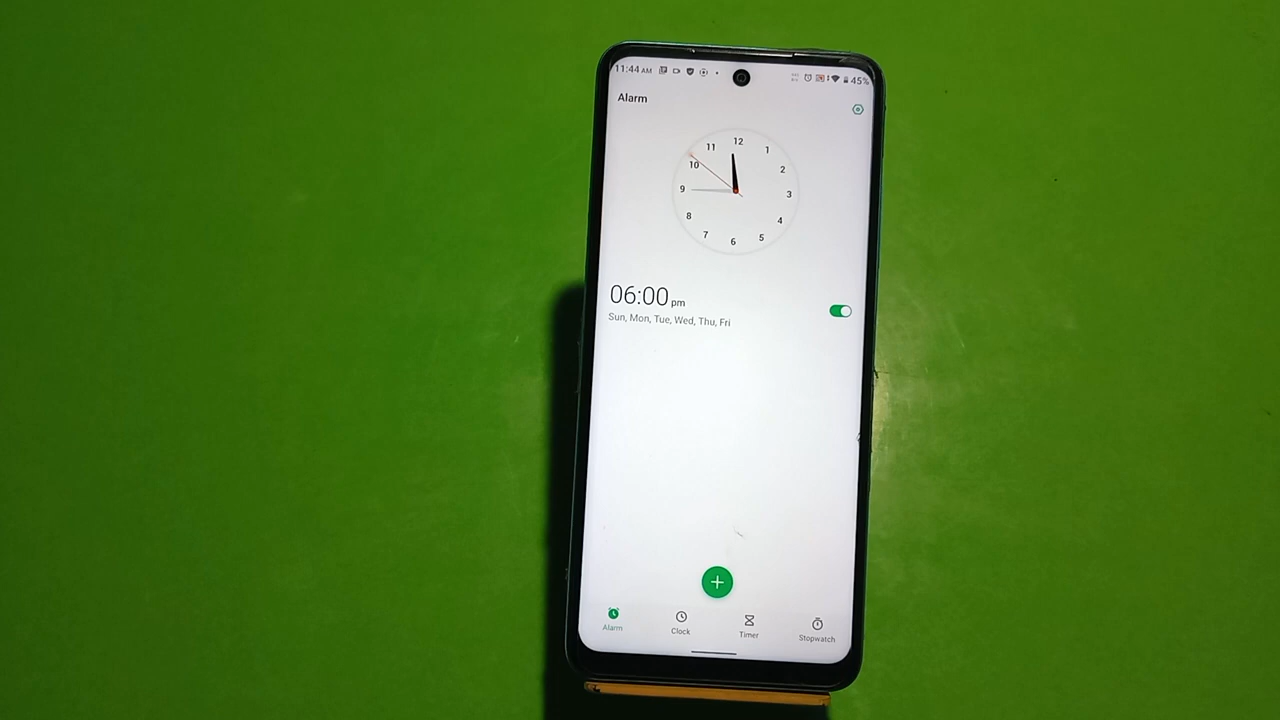 11:44 AM 45%
Alarm
12
11 1
10 2
9 3
8 4
7 5
6
06:00 pm
Sun, Mon, Tue, Wed, Thu, Fri
Alarm Clock Timer Stopwatch